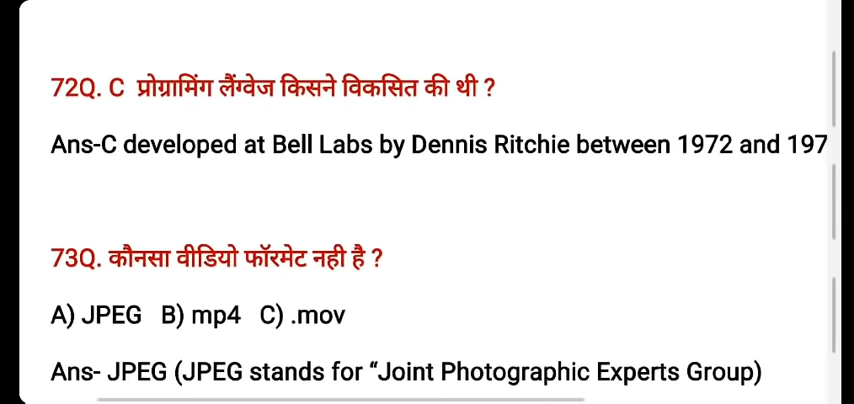 72Q. C प्रोग्रामिंग लैंग्वेज किसने विकसित की थी ?
Ans-C developed at Bell Labs by Dennis Ritchie between 1972 and 197
73Q. कौनसा वीडियो फॉरमेट नही है ?
A) JPEG B) mp4 C) .mov
Ans- JPEG (JPEG stands for “Joint Photographic Experts Group)